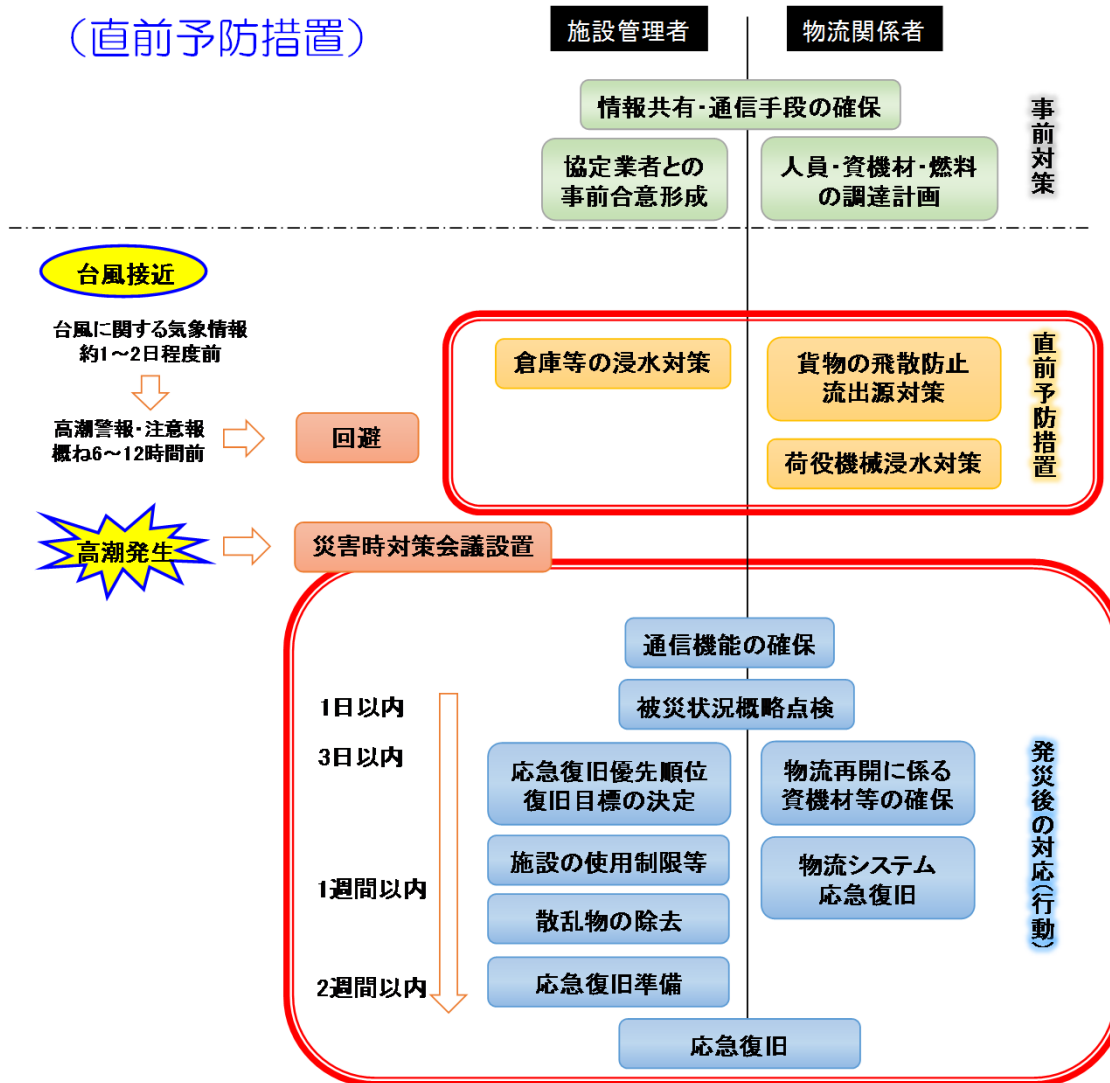 (直前予防措置)
施設管理者
物流関係者
情報共有・通信手段の確保
協定業者との
事前合意形成
人員・資機材・燃料
の調達計画
事前対策
台風接近
台風に関する気象情報
約1～2日程度前
高潮警報・注意報
概ね6～12時間前
回避
倉庫等の浸水対策
貨物の飛散防止
流出源対策
荷役機械浸水対策
直前予防措置
高潮発生
災害時対策会議設置
通信機能の確保
1日以内
被災状況概略点検
3日以内
応急復旧優先順位
復旧目標の決定
物流再開に係る
資機材等の確保
施設の使用制限等
物流システム
応急復旧
1週間以内
散乱物の除去
2週間以内
応急復旧準備
応急復旧
発災後の対応(行動)